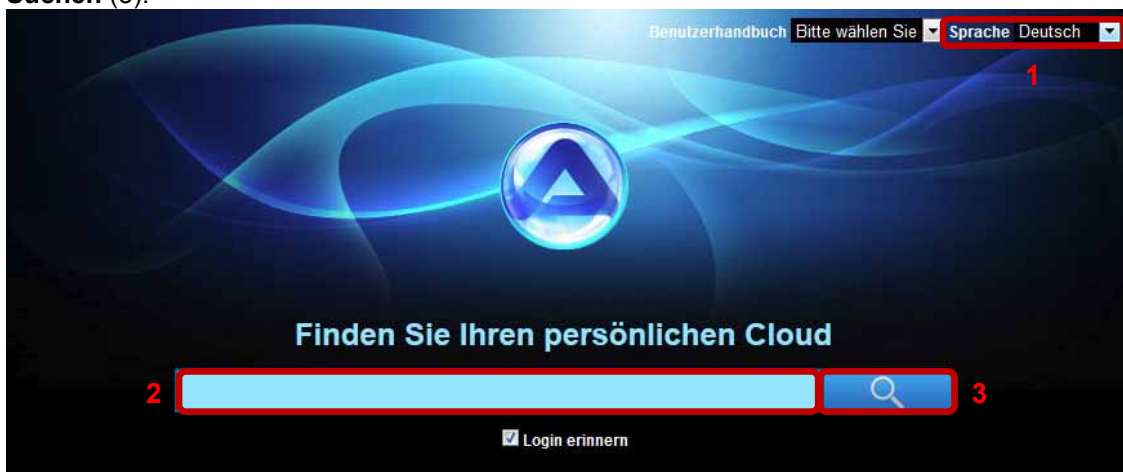 Suchen (3).
Benutzerhandbuch Bitte wählen Sie Sprache Deutsch
1
Finden Sie Ihren persönlichen Cloud
2 3
Login erinnern